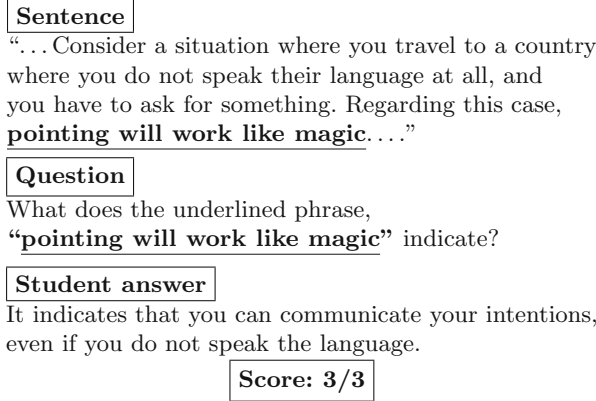 Sentence
“... Consider a situation where you travel to a country
where you do not speak their language at all, and
you have to ask for something. Regarding this case,
pointing will work like magic....”
Question
What does the underlined phrase,
“pointing will work like magic” indicate?
Student answer
It indicates that you can communicate your intentions,
even if you do not speak the language.
Score: 3/3